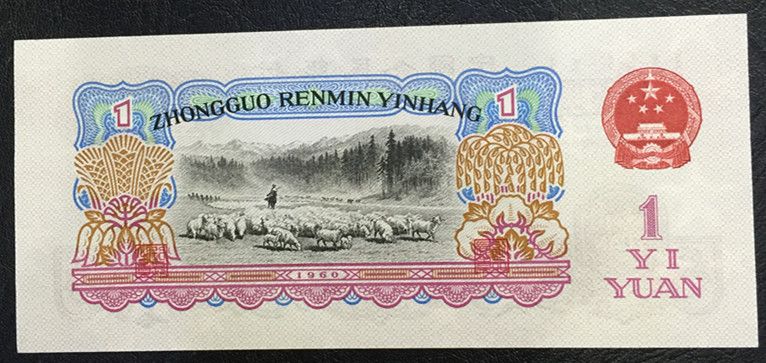 1
ZHONGGUO RENMIN YINHANG
1
1960
1
YI
YUAN